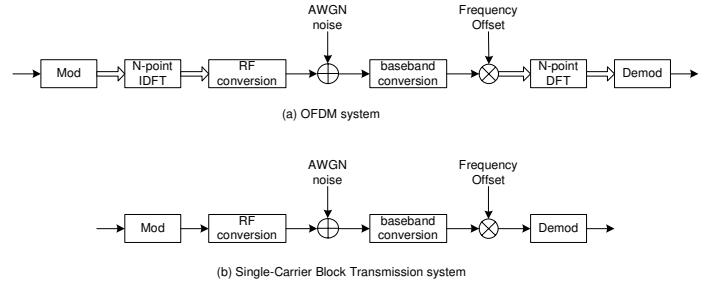 AWGN
noise
Frequency
Offset
Mod
N-point
IDFT
RF
conversion
baseband
conversion
N-point
DFT
Demod
(a) OFDM system
AWGN
noise
Frequency
Offset
Mod
RF
conversion
baseband
conversion
Demod
(b) Single-Carrier Block Transmission system